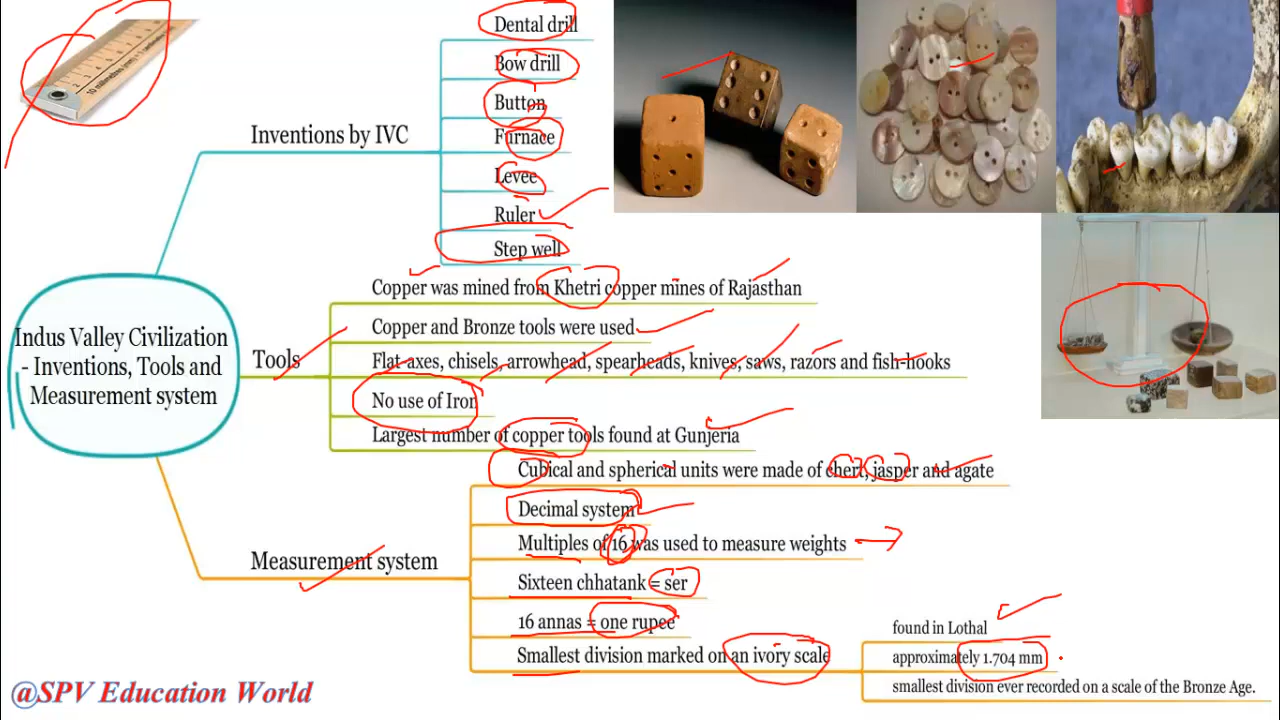 Dental drill
Bow drill
Button
Furnace
Levee
Ruler
Step well
Inventions by IVC
Indus Valley Civilization
- Inventions, Tools and
Measurement system
Tools
Copper was mined from Khetri copper mines of Rajasthan
Copper and Bronze tools were used
Flat-axes, chisels, arrowhead, spearheads, knives, saws, razors and fish-hooks
No use of Iron
Largest number of copper tools found at Gunjeria
Measurement system
Cubical and spherical units were made of chert, jasper and agate
Decimal system
Multiples of 16 was used to measure weights
Sixteen chhatank = ser
16 annas = one rupee
Smallest division marked on an ivory scale
found in Lothal
approximately 1.704 mm
smallest division ever recorded on a scale of the Bronze Age.
@SPV Education World